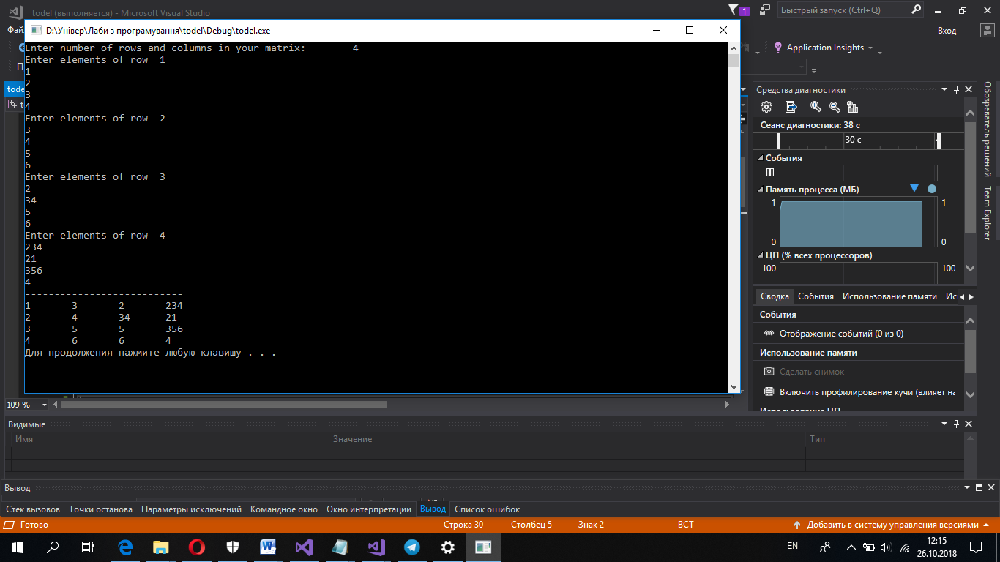 todel (выполняется) - Microsoft Visual Studio
1
Быстрый запуск (Ctrl+Q)
D:\Універ\Лаби з програмування\todel\Debug\todel.exe
Вход
Application Insights
Enter number of rows and columns in your matrix: 4
Enter elements of row 1
1
2
3
4
Enter elements of row 2
3
4
5
6
Enter elements of row 3
2
34
5
6
Enter elements of row 4
234
21
356
4
---------------------------
1 3 2 234
2 4 34 21
3 5 5 356
4 6 6 4
Для продолжения нажмите любую клавишу . . .
Средства диагностики
Сеанс диагностики: 38 с
30 с
События
Память процесса (МБ)
1 1
0 0
ЦП (% всех процессоров)
100 100
Сводка События Использование памяти Ис
События
Отображение событий (0 из 0)
Использование памяти
Сделать снимок
Включить профилирование кучи (влияет на
Обозреватель решений
Team Explorer
109 %
Видимые
Имя Значение Тип
Вывод
Стек вызовов Точки останова Параметры исключений Командное окно Окно интерпретации Вывод Список ошибок
Готово Строка 30 Столбец 5 Знак 2 ВСТ Добавить в систему управления версиями
EN
12:15
26.10.2018